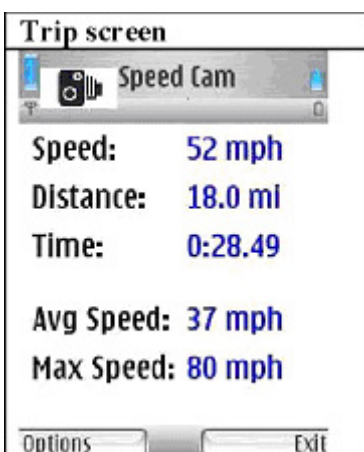 Trip screen
Speed Cam
Speed: 52 mph
Distance: 18.0 mi
Time: 0:28.49
Avg Speed: 37 mph
Max Speed: 80 mph
Options Exit